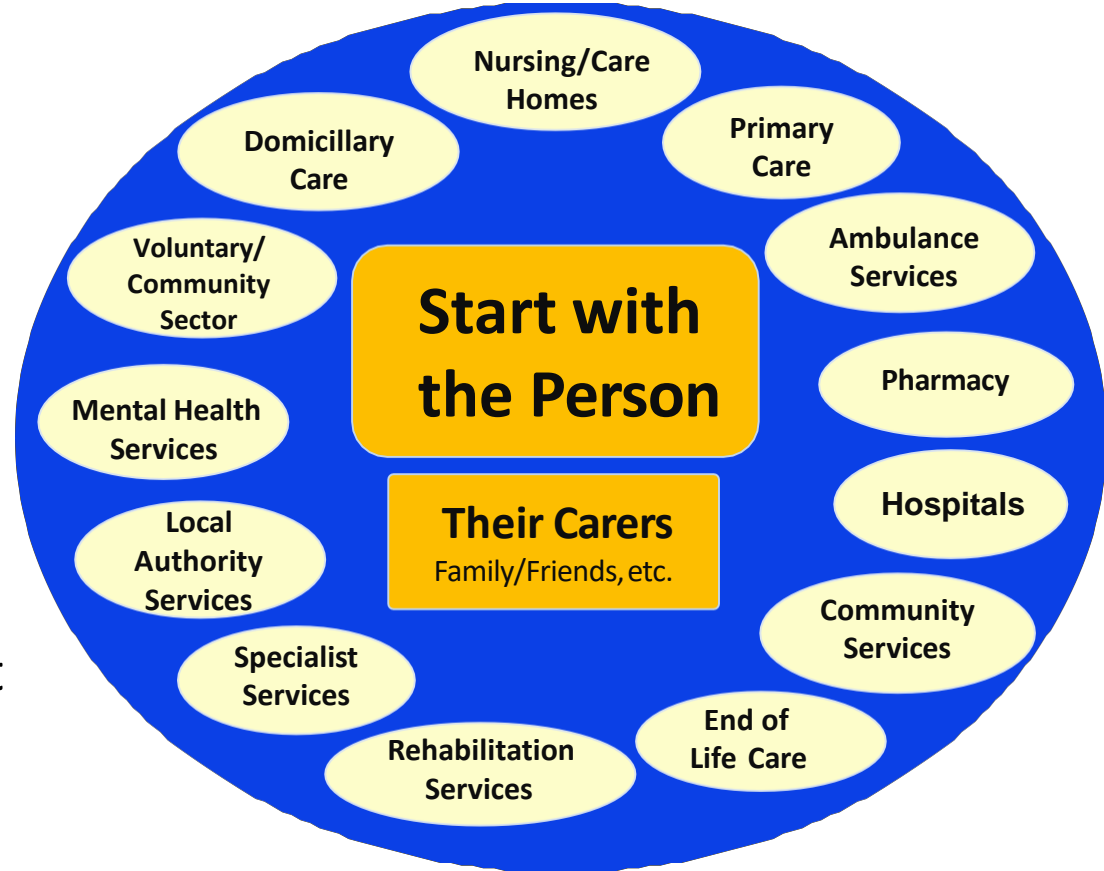 Nursing/Care
Homes
Primary
Care
Ambulance
Services
Pharmacy
Hospitals
Community
Services
End of
Life Care
Rehabilitation
Services
Specialist
Services
Local
Authority
Services
Mental Health
Services
Voluntary/
Community
Sector
Domicillary
Care
Start with
the Person
Their Carers
Family/Friends, etc.